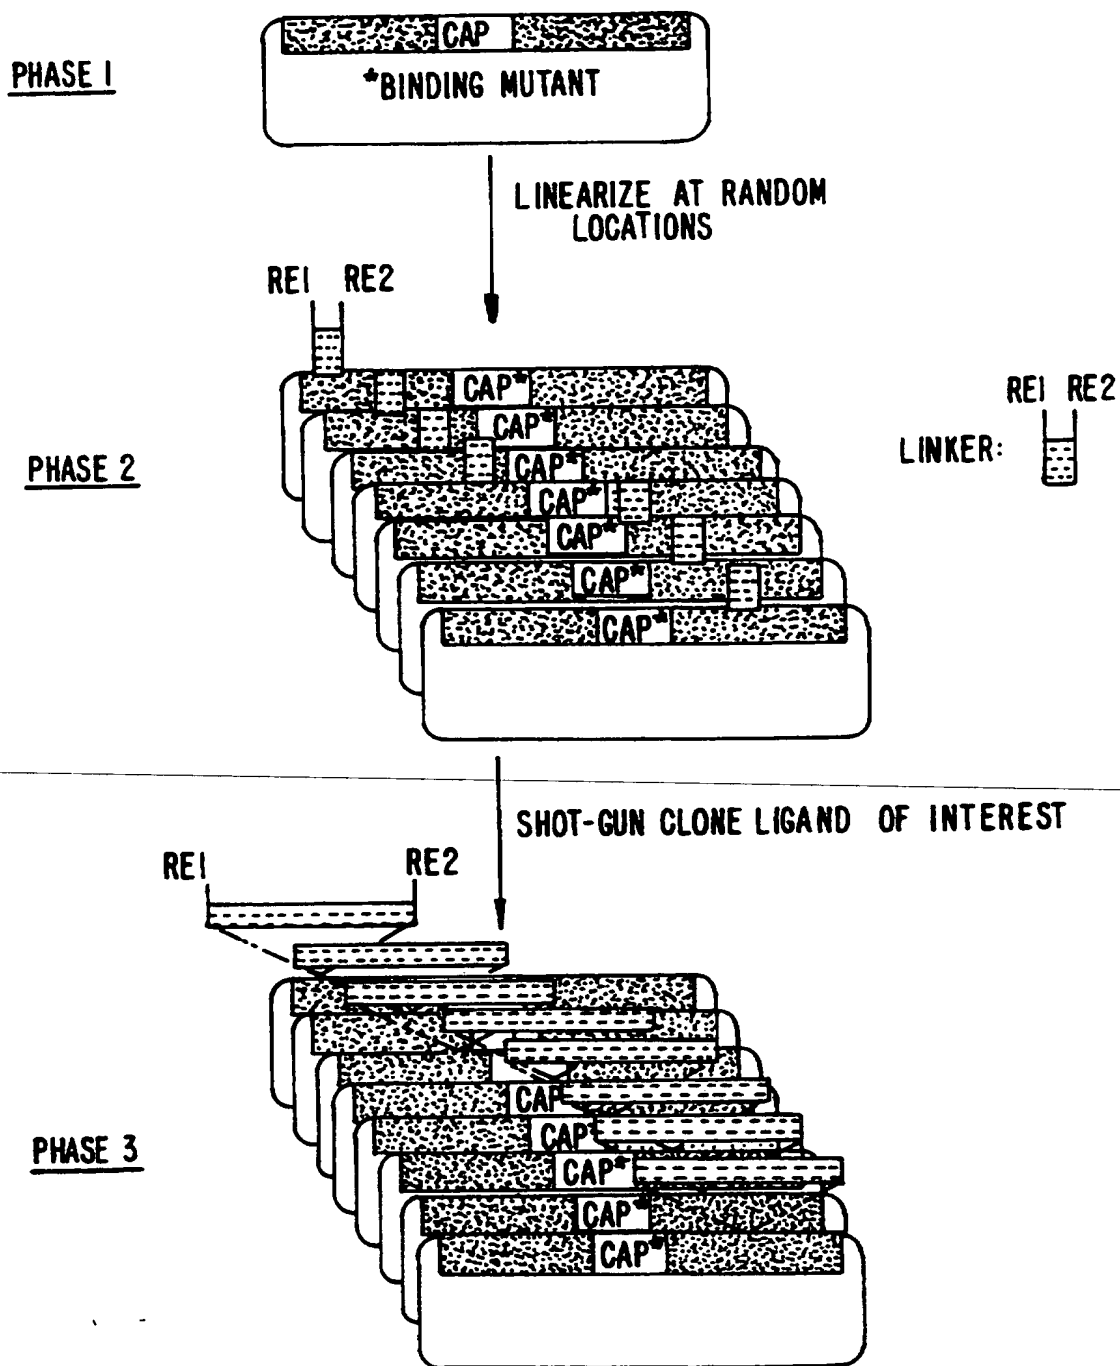 CAP
PHASE 1
*BINDING MUTANT
LINEARIZE AT RANDOM
LOCATIONS
RE1 RE2
CAP*
RE1 RE2
CAP*
LINKER:
PHASE 2
CAP*
CAP*
CAP*
CAP*
CAP*
SHOT-GUN CLONE LIGAND OF INTEREST
RE1 RE2
CAP
CAP*
PHASE 3
CAP*
CAP*
CAP*